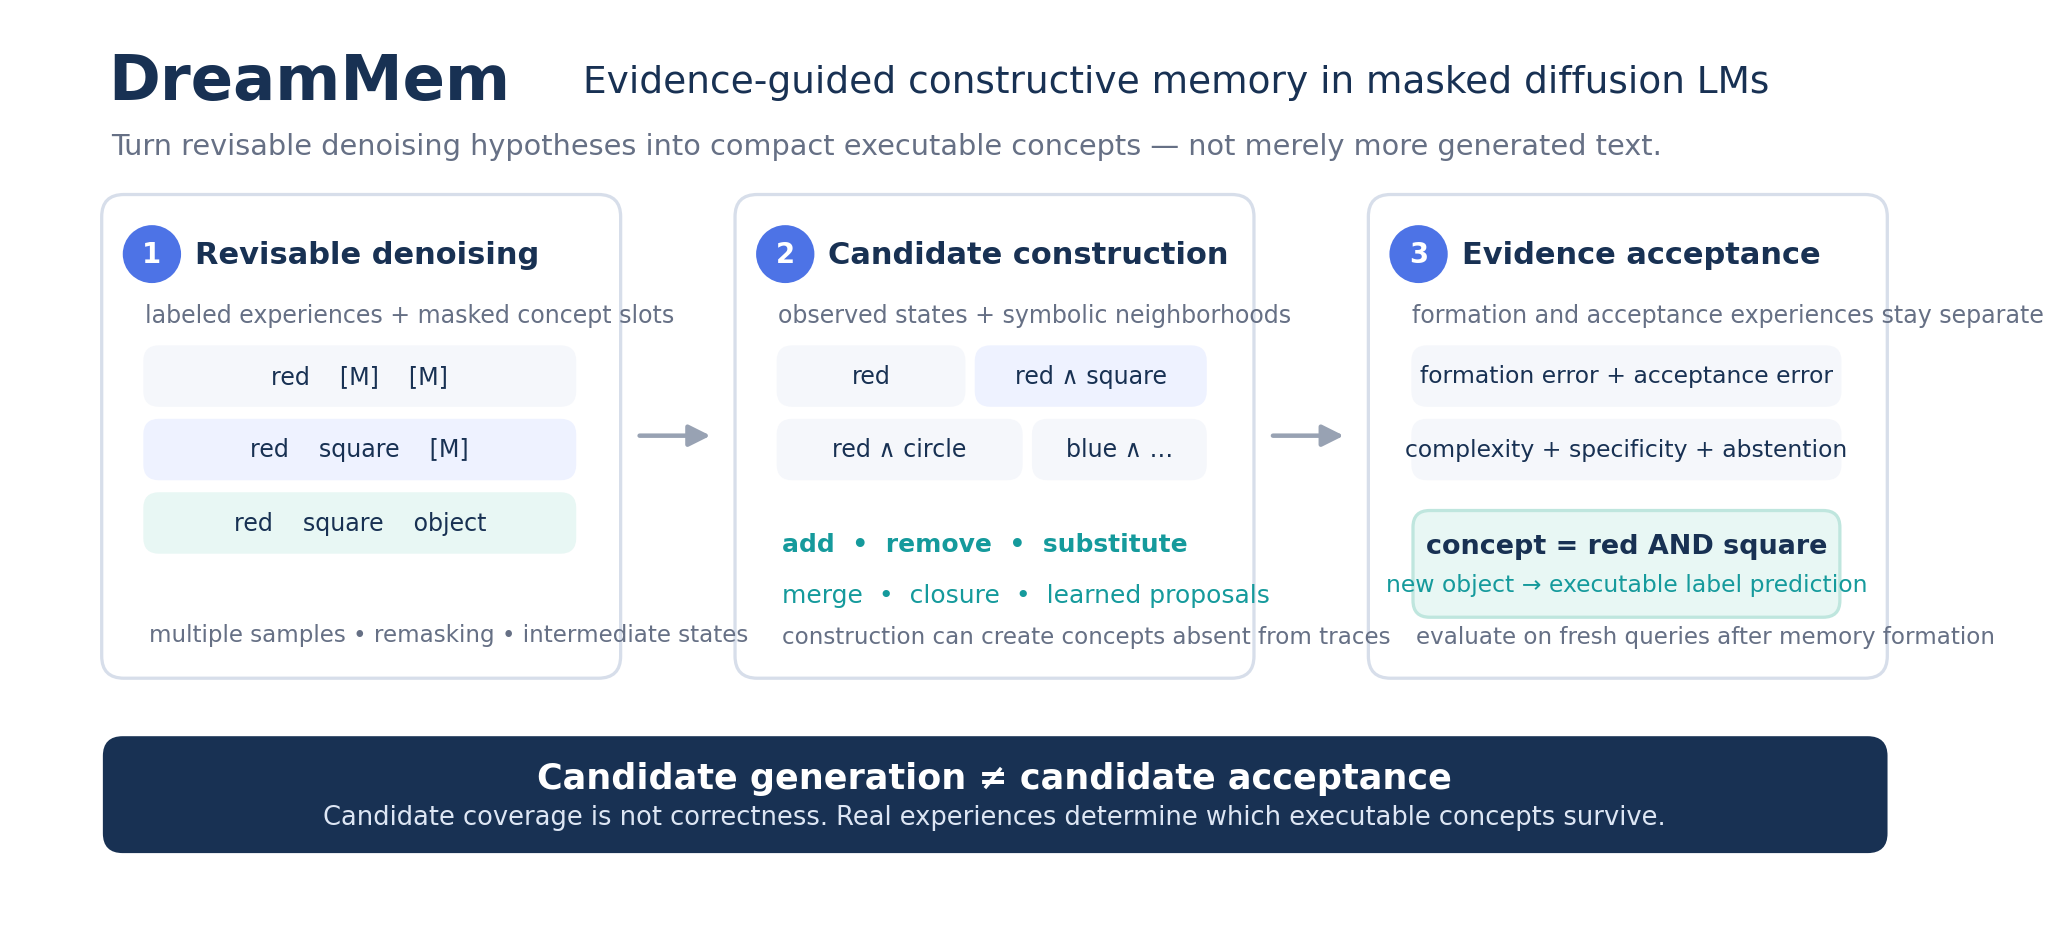 DreamMem Evidence-guided constructive memory in masked diffusion LMs
Turn revisable denoising hypotheses into compact executable concepts — not merely more generated text.
1 Revisable denoising
labeled experiences + masked concept slots
red [M] [M]
red square [M]
red square object
multiple samples • remasking • intermediate states
2 Candidate construction
observed states + symbolic neighborhoods
red
red ∧ square
red ∧ circle
blue ∧ …
add • remove • substitute
merge • closure • learned proposals
construction can create concepts absent from traces
3 Evidence acceptance
formation and acceptance experiences stay separate
formation error + acceptance error
complexity + specificity + abstention
concept = red AND square
new object → executable label prediction
evaluate on fresh queries after memory formation
Candidate generation ≠ candidate acceptance
Candidate coverage is not correctness. Real experiences determine which executable concepts survive.